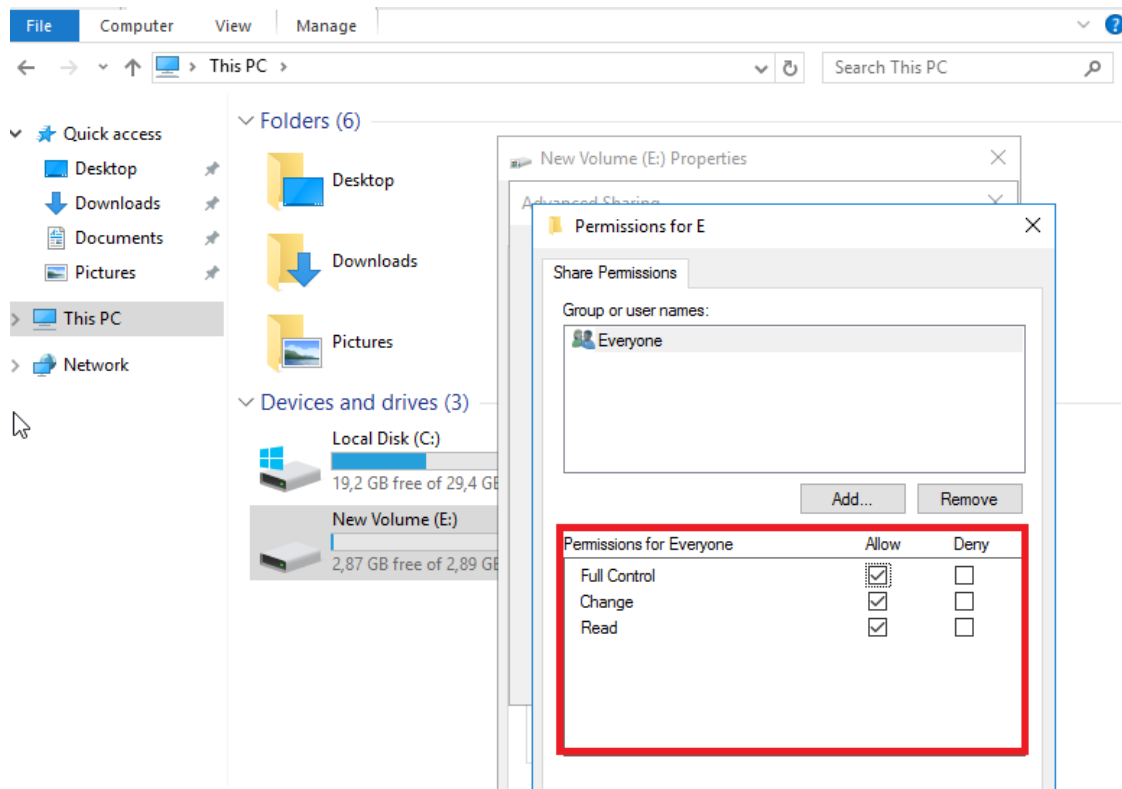 File Computer View Manage
This PC
Search This PC
Quick access
Desktop
Downloads
Documents
Pictures
This PC
Network
Folders (6)
Desktop
Downloads
Pictures
Devices and drives (3)
Local Disk (C:)
19,2 GB free of 29,4 GB
New Volume (E:)
2,87 GB free of 2,89 GB
New Volume (E:) Properties
Advanced Sharing
Permissions for E
Share Permissions
Group or user names:
Everyone
Add... Remove
Permissions for Everyone Allow Deny
Full Control
Change
Read